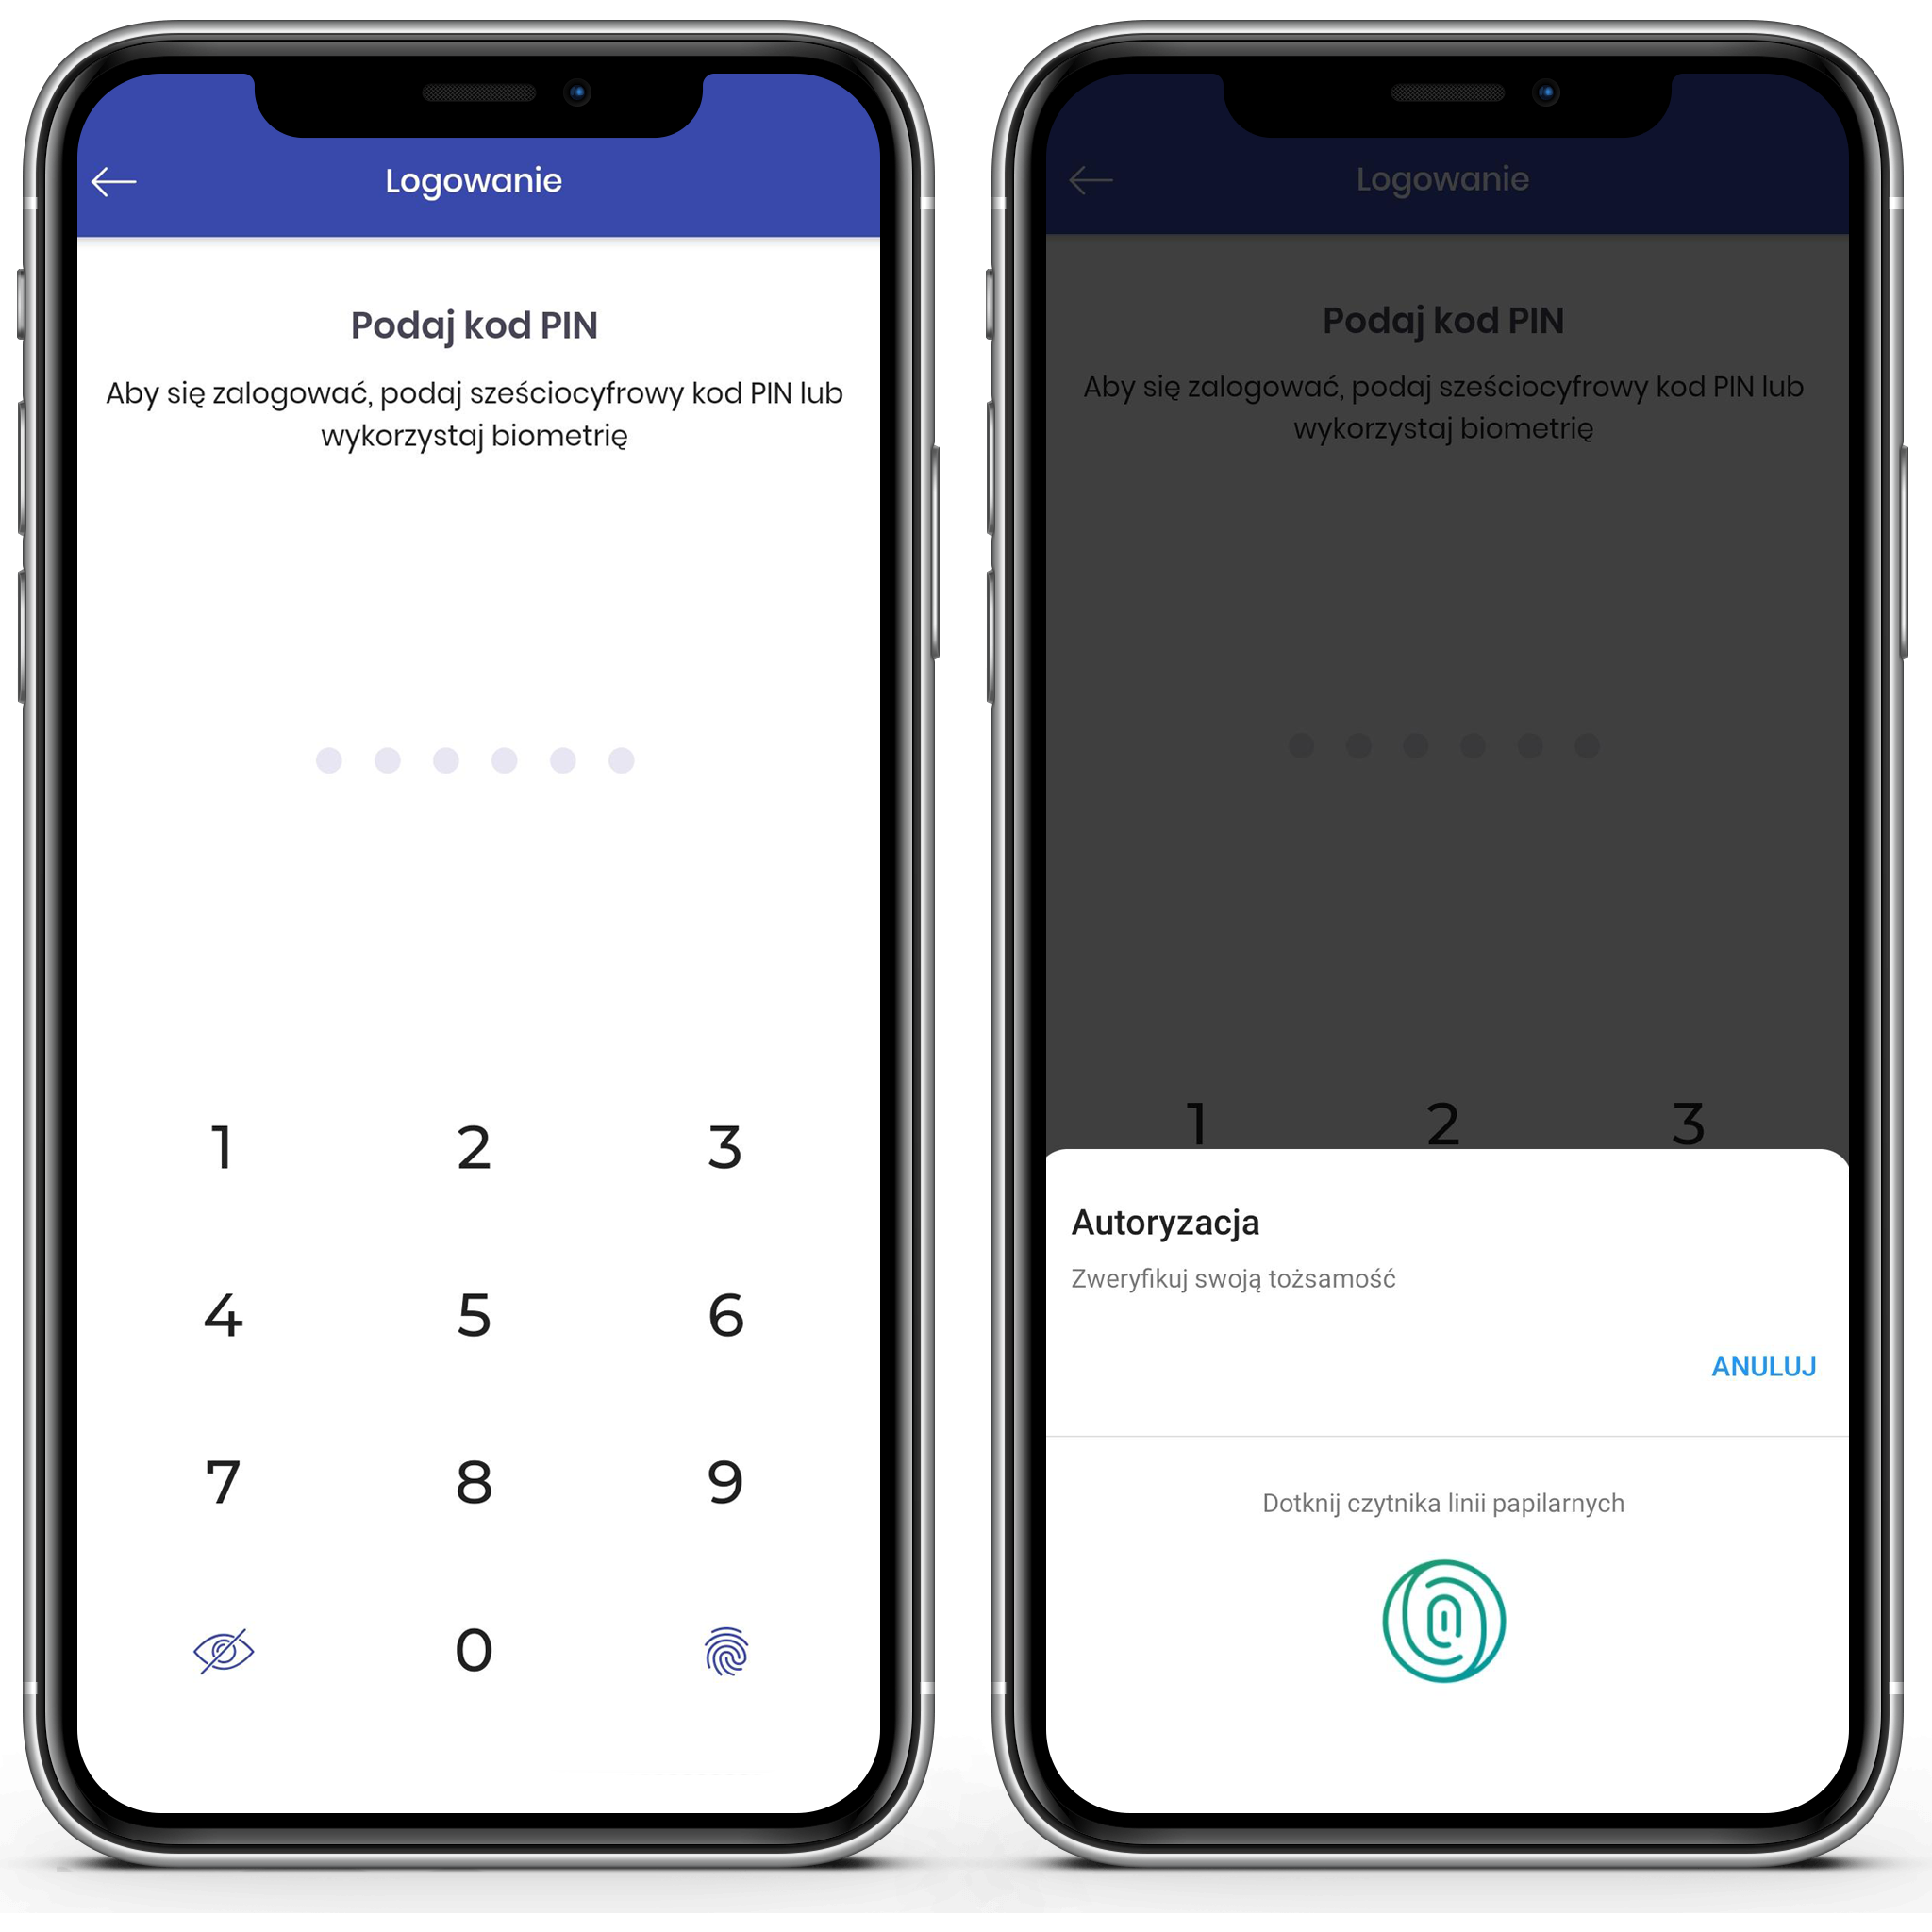 Logowanie
Podaj kod PIN
Aby się zalogować, podaj sześciocyfrowy kod PIN lub
wykorzystaj biometrię
1 2 3
4 5 6
7 8 9
0
Logowanie
Podaj kod PIN
Aby się zalogować, podaj sześciocyfrowy kod PIN lub
wykorzystaj biometrię
1 2 3
Autoryzacja
Zweryfikuj swoją tożsamość
ANULUJ
Dotknij czytnika linii papilarnych